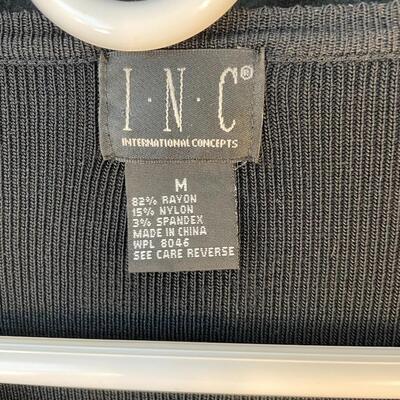 I·N·C®
INTERNATIONAL CONCEPTS
M
82% RAYON
15% NYLON
3% SPANDEX
MADE IN CHINA
WPL 8046
SEE CARE REVERSE